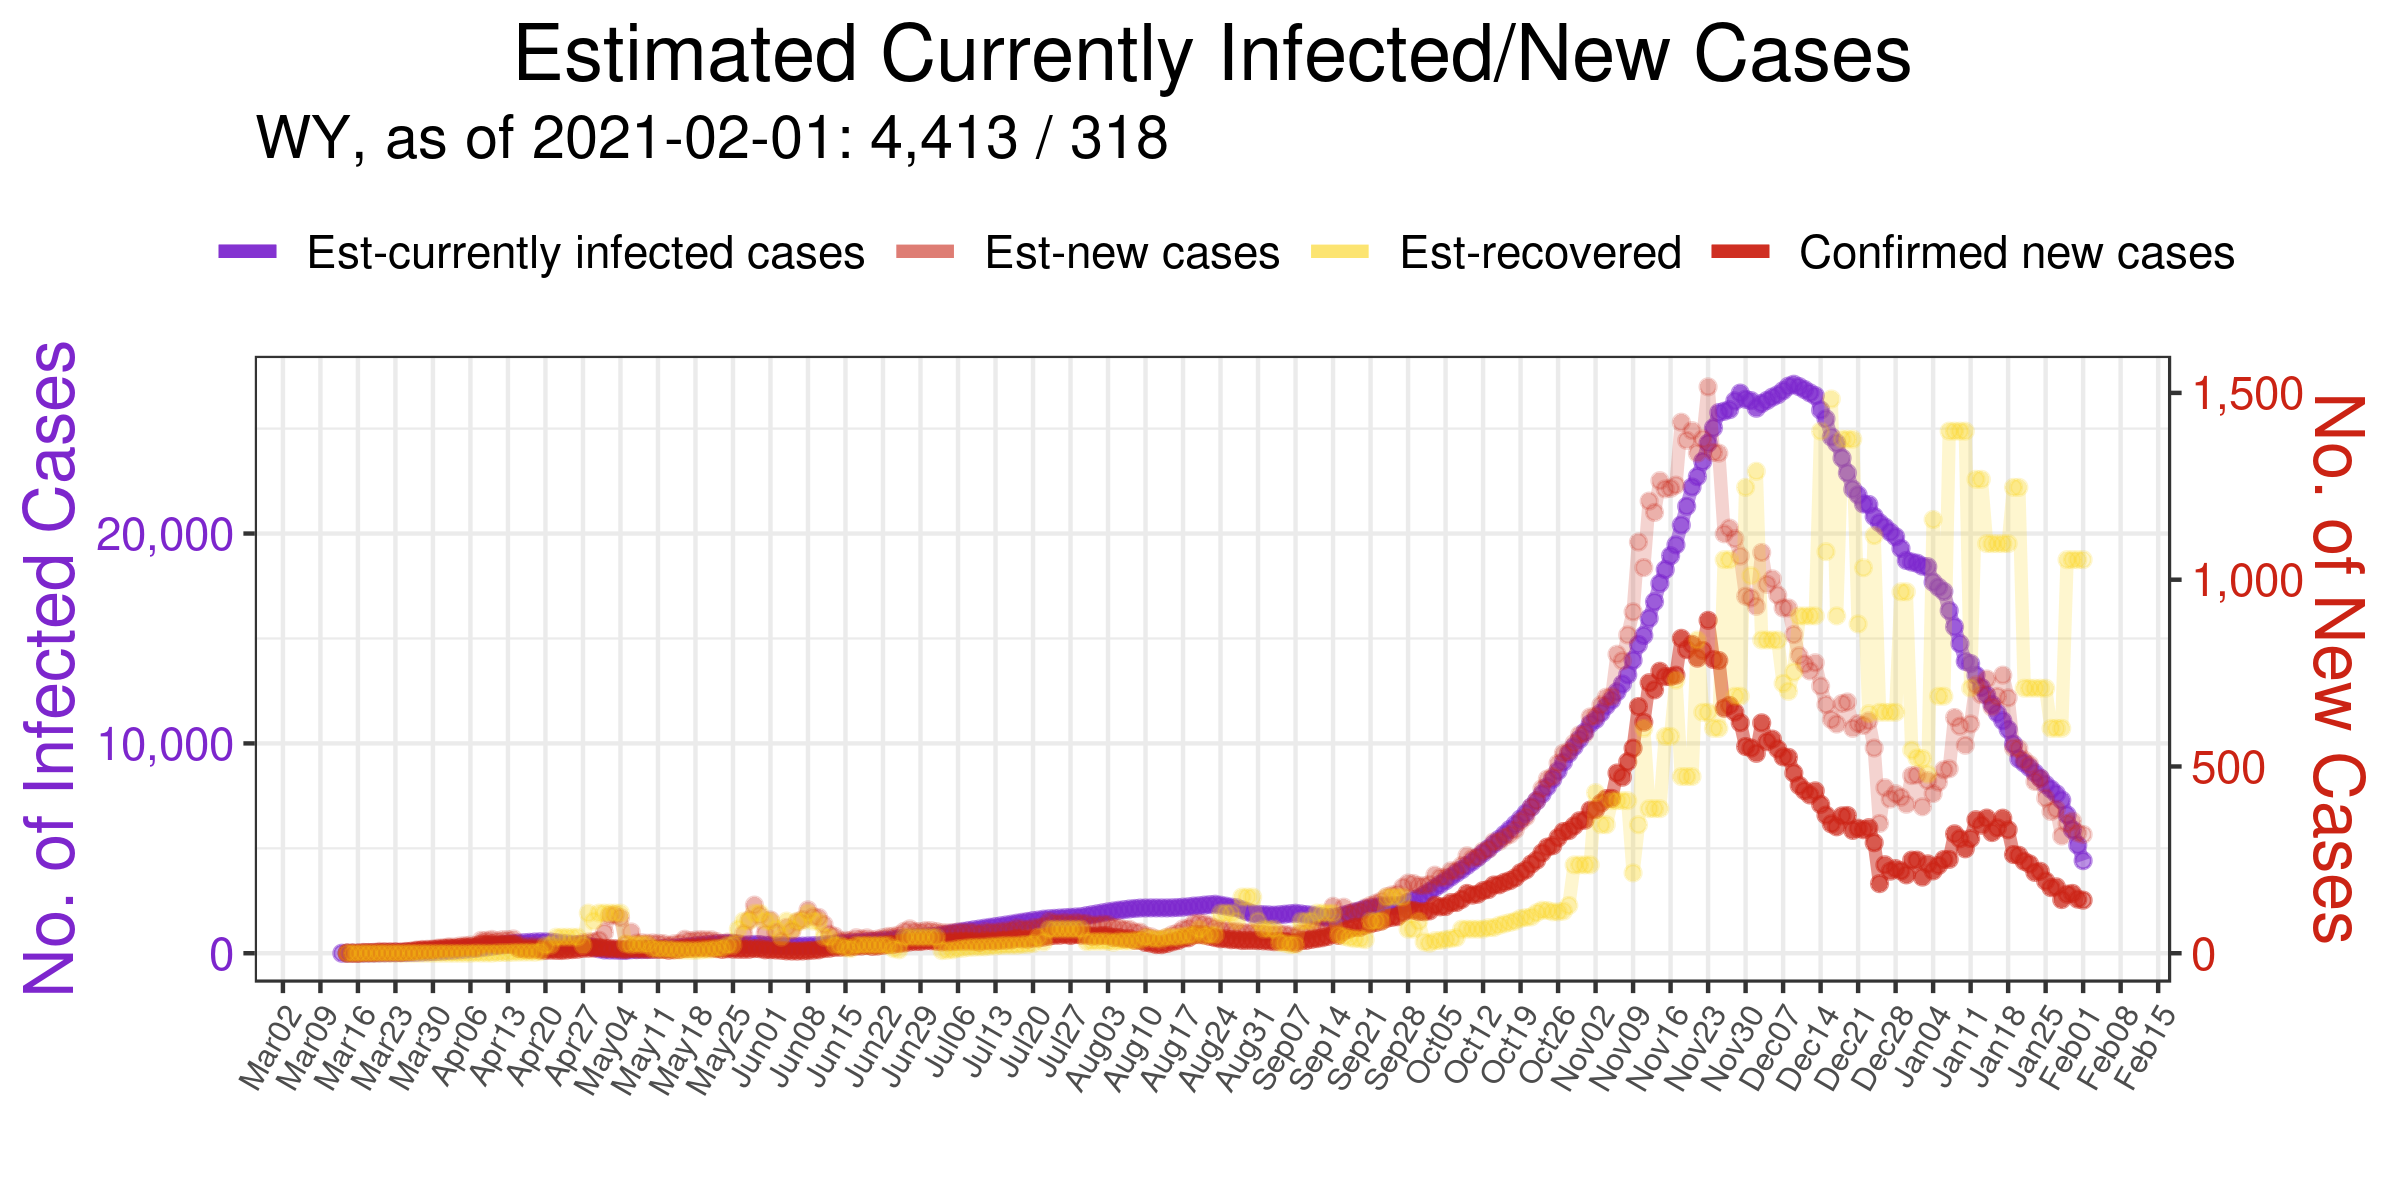 Estimated Currently Infected/New Cases
WY, as of 2021-02-01: 4,413 / 318
Est-currently infected cases
Est-new cases
Est-recovered
Confirmed new cases
No. of Infected Cases
20,000
10,000
0
1,500
1,000
500
0
No. of New Cases
Mar02
Mar09
Mar16
Mar23
Mar30
Apr06
Apr13
Apr20
Apr27
May04
May11
May18
May25
Jun01
Jun08
Jun15
Jun22
Jun29
Jul06
Jul13
Jul20
Jul27
Aug03
Aug10
Aug17
Aug24
Aug31
Sep07
Sep14
Sep21
Sep28
Oct05
Oct12
Oct19
Oct26
Nov02
Nov09
Nov16
Nov23
Nov30
Dec07
Dec14
Dec21
Dec28
Jan04
Jan11
Jan18
Jan25
Feb01
Feb08
Feb15